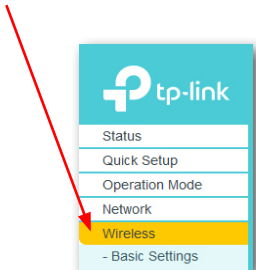 tp-link
Status
Quick Setup
Operation Mode
Network
Wireless
- Basic Settings